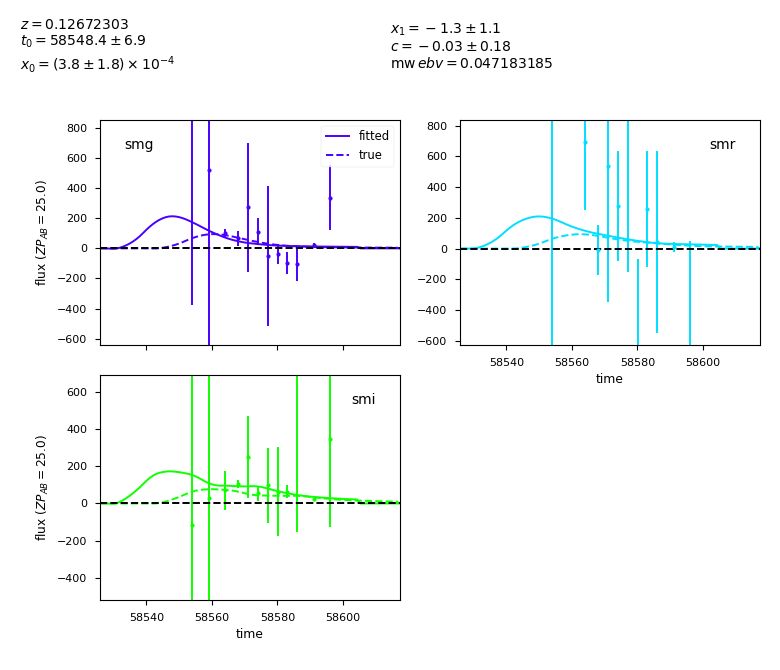 z = 0.12672303
t₀ = 58548.4 ± 6.9
x₀ = (3.8 ± 1.8) × 10⁻⁴
x₁ = −1.3 ± 1.1
c = −0.03 ± 0.18
mw ebv = 0.047183185
smg
fitted
true
800
600
400
200
0
−200
−400
−600
flux (ZP_AB = 25.0)
smr
800
600
400
200
0
−200
−400
−600
58540 58560 58580 58600
time
smi
600
400
200
0
−200
−400
flux (ZP_AB = 25.0)
58540 58560 58580 58600
time